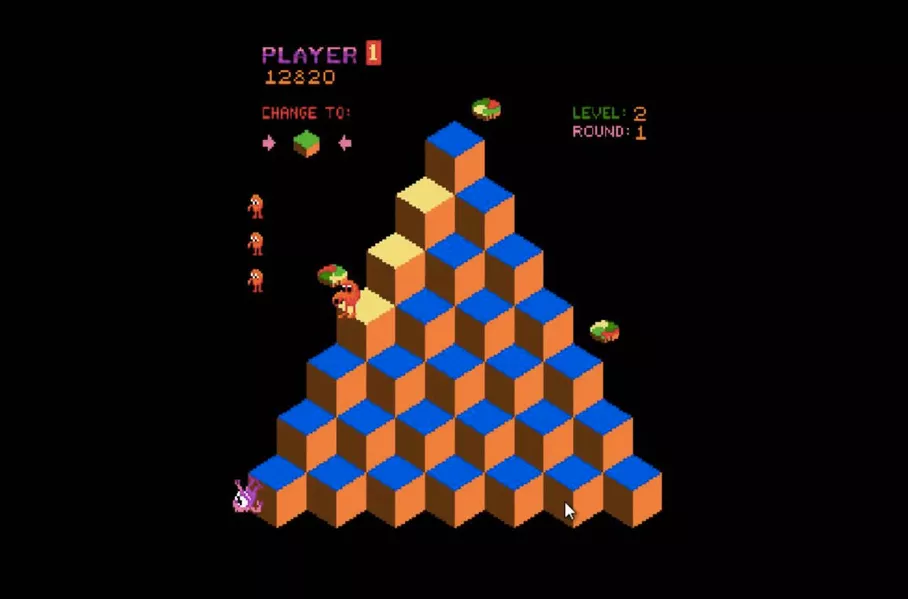 PLAYER 1
12820
CHANGE TO:
LEVEL: 2
ROUND: 1